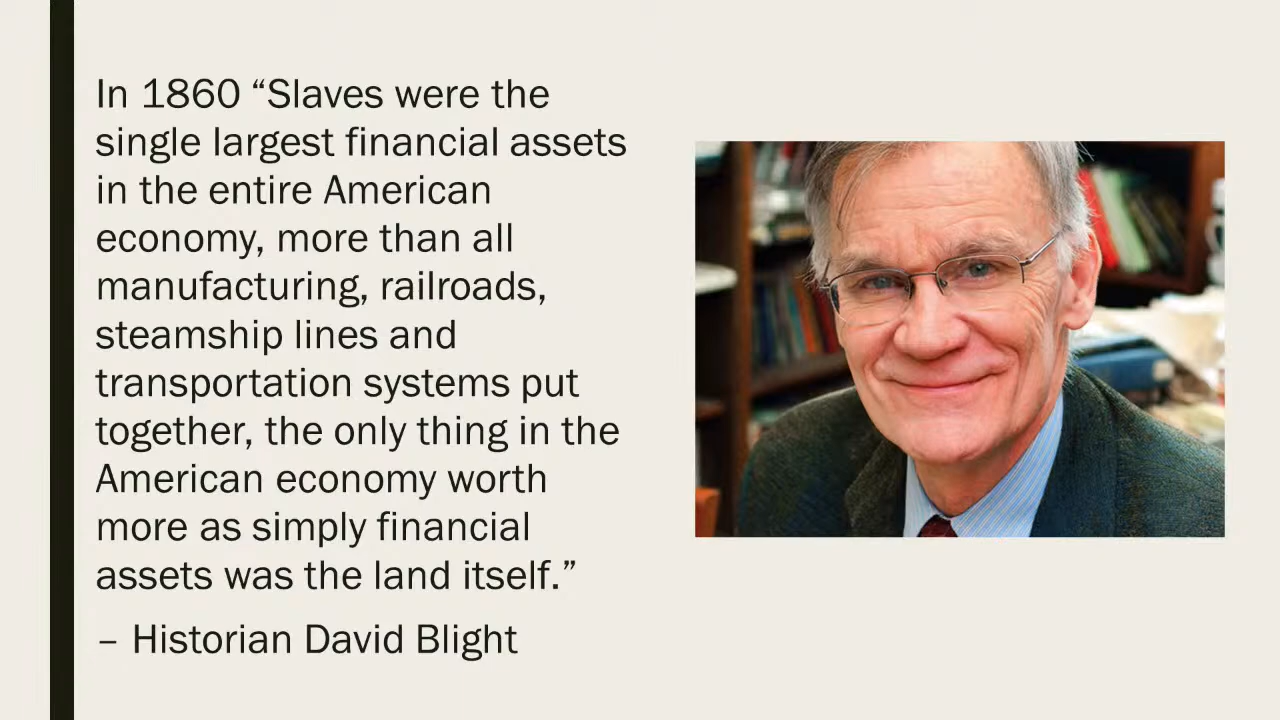 In 1860 “Slaves were the
single largest financial assets
in the entire American
economy, more than all
manufacturing, railroads,
steamship lines and
transportation systems put
together, the only thing in the
American economy worth
more as simply financial
assets was the land itself.”
– Historian David Blight